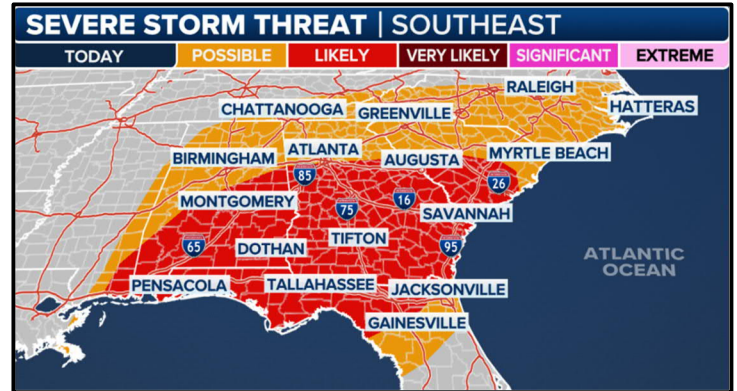 SEVERE STORM THREAT | SOUTHEAST
TODAY POSSIBLE LIKELY VERY LIKELY SIGNIFICANT EXTREME
RALEIGH
CHATTANOOGA GREENVILLE HATTERAS
BIRMINGHAM ATLANTA AUGUSTA MYRTLE BEACH
85 26
MONTGOMERY 75 16 SAVANNAH
65 DOTHAN TIFTON 95
ATLANTIC
OCEAN
PENSACOLA TALLAHASSEE JACKSONVILLE
GAINESVILLE